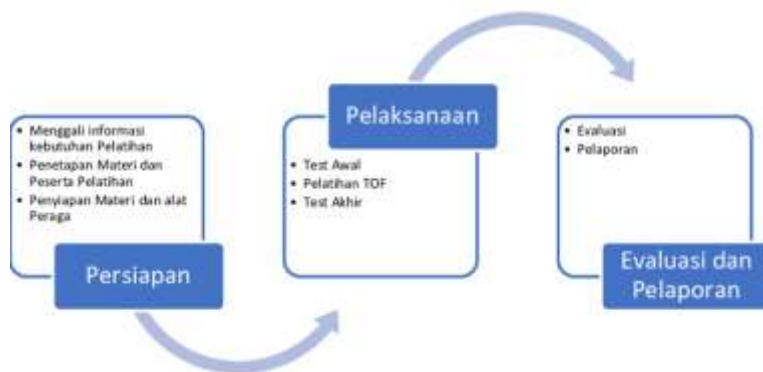 • Menggali informasi
kebutuhan Pelatihan
• Penetapan Materi dan
Peserta Pelatihan
• Penyiapan Materi dan alat
Peraga
Persiapan
Pelaksanaan
• Test Awal
• Pelatihan TOF
• Test Akhir
• Evaluasi
• Pelaporan
Evaluasi dan
Pelaporan